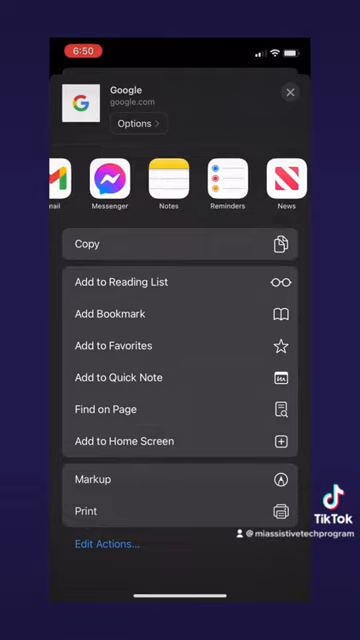 6:50
Google
google.com
Options
mail
Messenger
Notes
Reminders
News
Copy
Add to Reading List
Add Bookmark
Add to Favorites
Add to Quick Note
Find on Page
Add to Home Screen
Markup
Print
Edit Actions...
TikTok
@ miassistivetechprogram